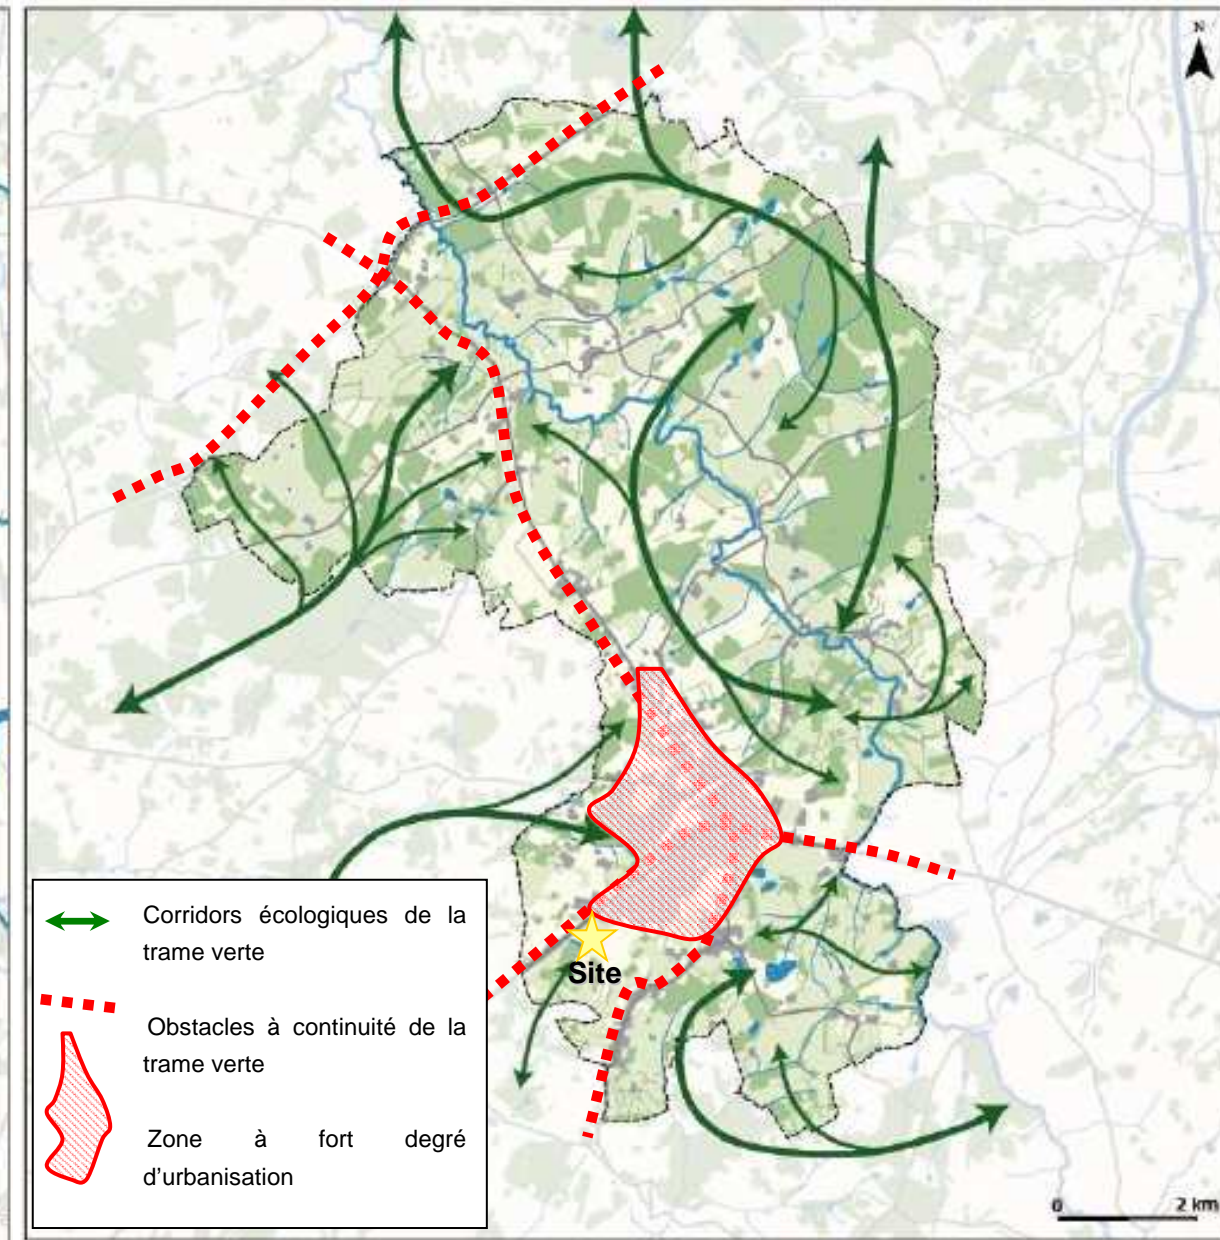 N
Site
Corridors écologiques de la
trame verte
Obstacles à continuité de la
trame verte
Zone à fort degré
d'urbanisation
0 2 km